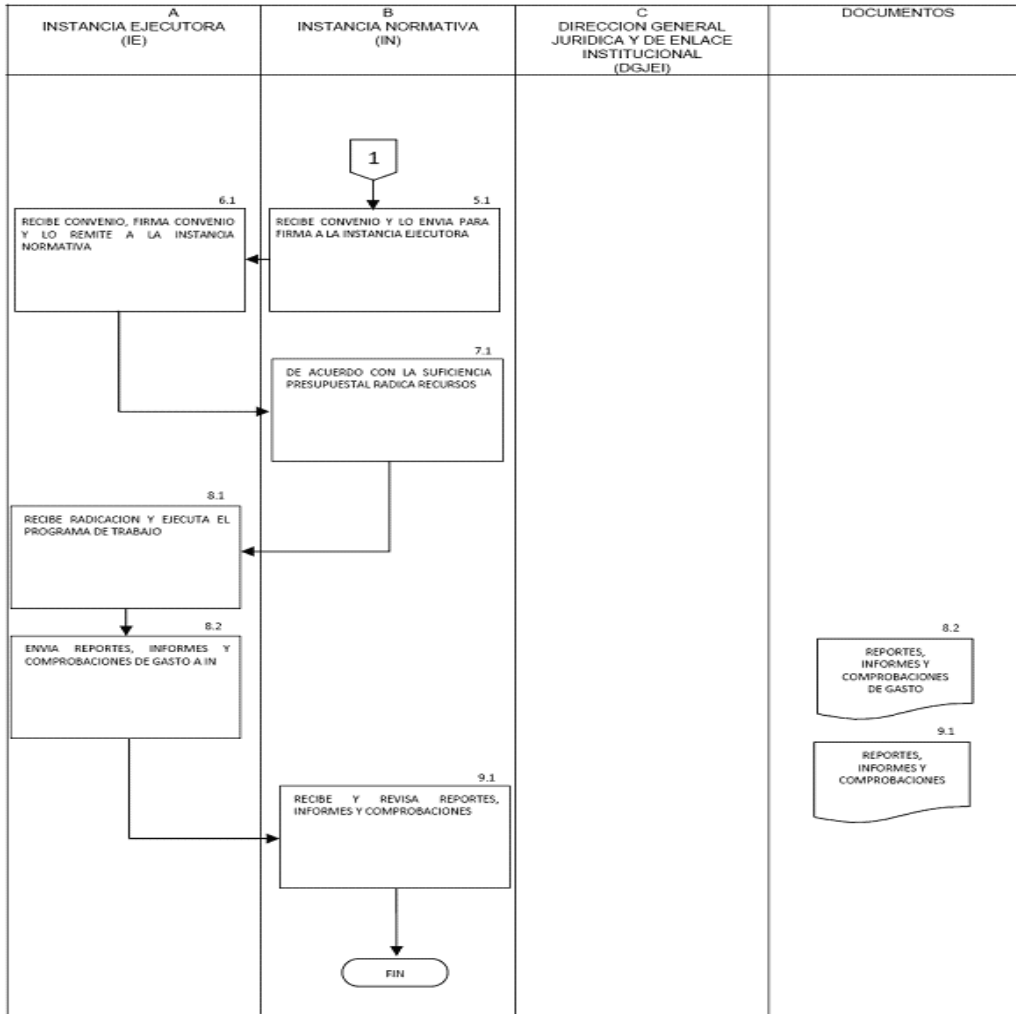 A
INSTANCIA EJECUTORA
(IE)
B
INSTANCIA NORMATIVA
(IN)
C
DIRECCION GENERAL
JURIDICA Y DE ENLACE
INSTITUCIONAL
(DGJEI)
DOCUMENTOS
1
6.1
RECIBE CONVENIO, FIRMA CONVENIO
Y LO REMITE A LA INSTANCIA
NORMATIVA
5.1
RECIBE CONVENIO Y LO ENVIA PARA
FIRMA A LA INSTANCIA EJECUTORA
7.1
DE ACUERDO CON LA SUFICIENCIA
PRESUPUESTAL RADICA RECURSOS
8.1
RECIBE RADICACION Y EJECUTA EL
PROGRAMA DE TRABAJO
8.2
ENVIA REPORTES, INFORMES Y
COMPROBACIONES DE GASTO A IN
8.2
REPORTES,
INFORMES Y
COMPROBACIONES
DE GASTO
9.1
REPORTES,
INFORMES Y
COMPROBACIONES
9.1
RECIBE Y REVISA REPORTES,
INFORMES Y COMPROBACIONES
FIN